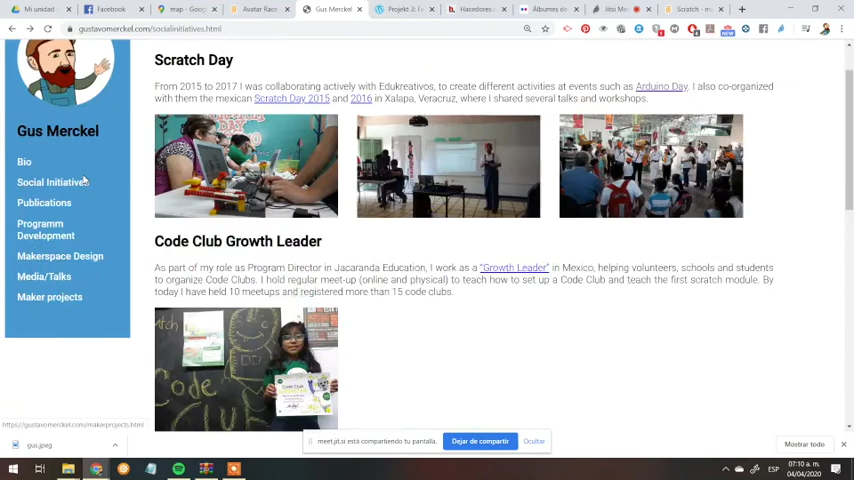 Mi unidad
Facebook
map - Goog
Avatar Race
Gus Merckel
Projekt 2: Fe
Hacedores.
Álbumes de
Jitsi Me
Scratch - m
gustavomerckel.com/socialinitiatives.html
Gus Merckel
Bio
Social Initiatives
Publications
Programm
Development
Makerspace Design
Media/Talks
Maker projects
Scratch Day
From 2015 to 2017 I was collaborating actively with Edukreativos, to create different activities at events such as Arduino Day. I also co-organized
with them the mexican Scratch Day 2015 and 2016 in Xalapa, Veracruz, where I shared several talks and workshops.
Code Club Growth Leader
As part of my role as Program Director in Jacaranda Education, I work as a "Growth Leader" in Mexico, helping volunteers, schools and students
to organize Code Clubs. I hold regular meet-up (online and physical) to teach how to set up a Code Club and teach the first scratch module. By
today I have held 10 meetups and registered more than 15 code clubs.
Code
Club
https://gustavomerckel.com/makerprojects.html
meet.jit.si está compartiendo tu pantalla.
Dejar de compartir
Ocultar
gus.jpeg
Mostrar todo
ESP
07:10 a. m.
04/04/2020